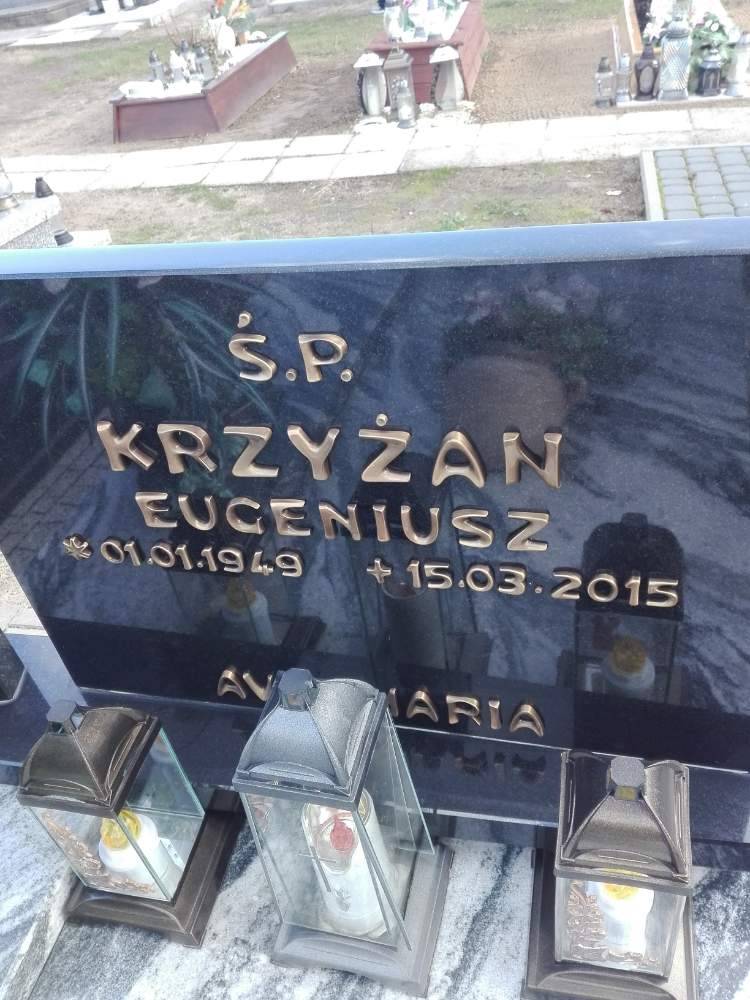 Ś.P.
KRZYŻAN
EUGENIUSZ
* 01.01.1949 + 15.03.2015
MARIA